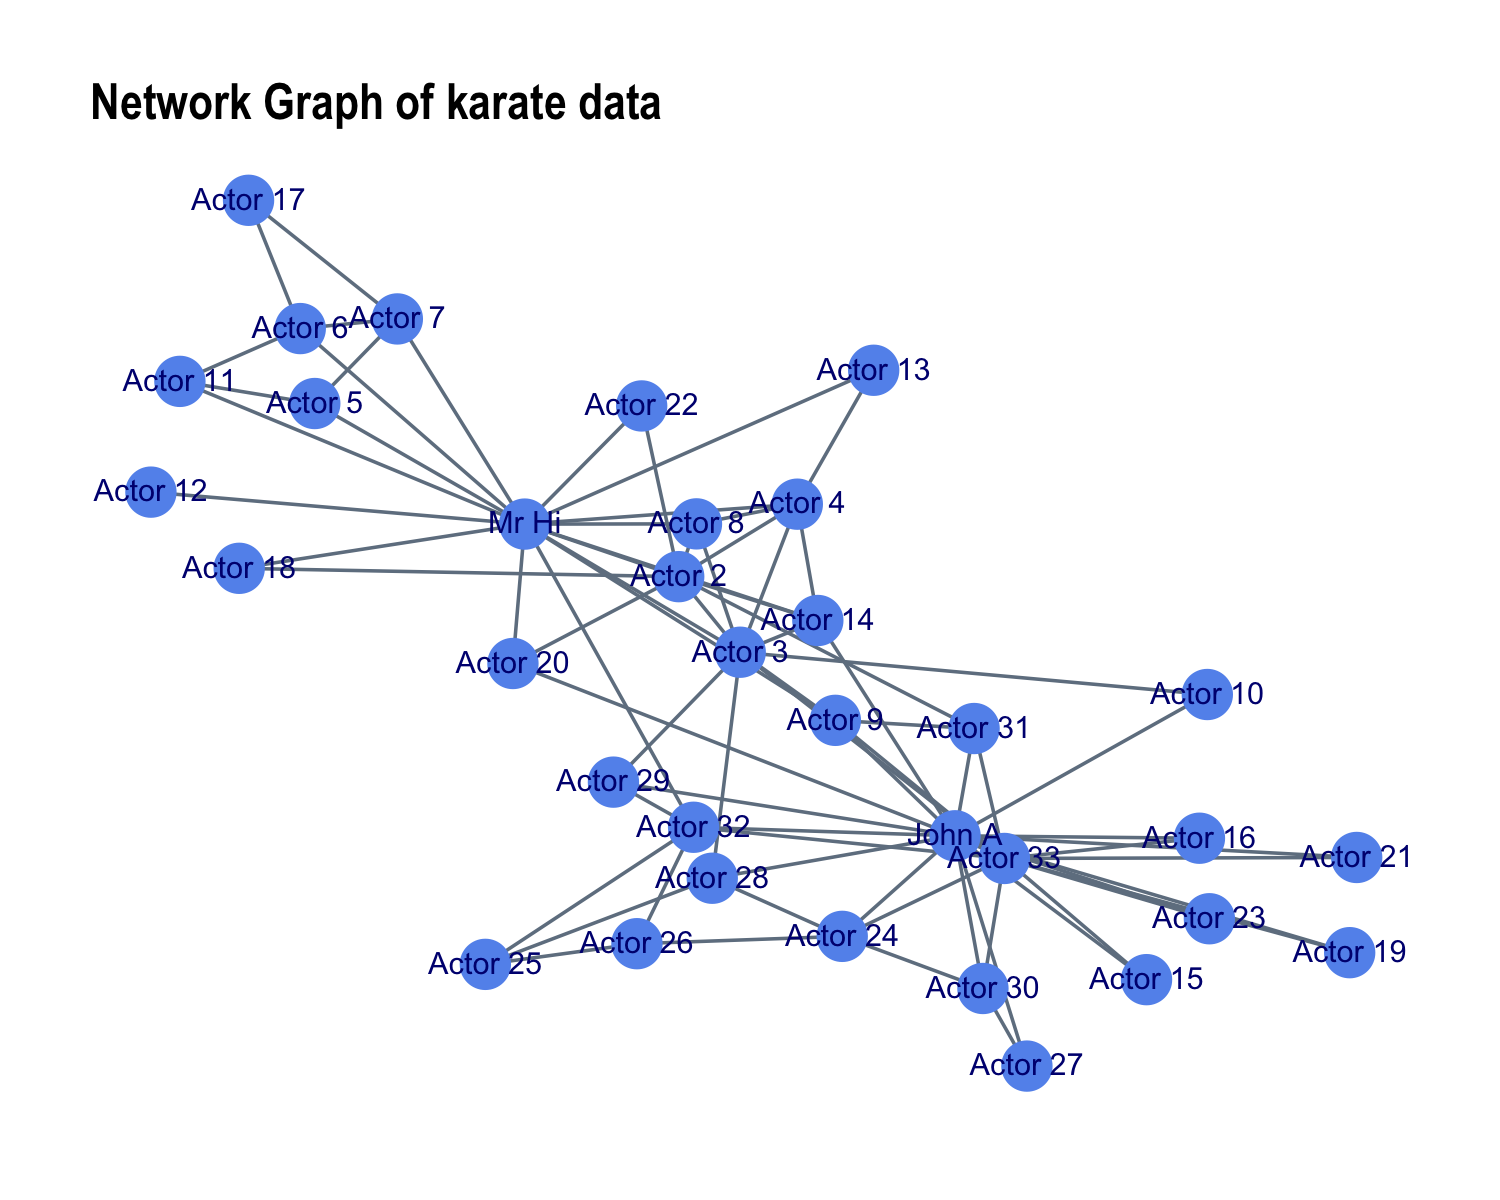 Network Graph of karate data
Actor 17
Actor 7
Actor 6
Actor 13
Actor 11
Actor 5
Actor 22
Actor 12
Actor 4
Mr Hi
Actor 8
Actor 18
Actor 2
Actor 14
Actor 3
Actor 20
Actor 10
Actor 9
Actor 31
Actor 29
Actor 32
John A
Actor 16
Actor 33
Actor 21
Actor 28
Actor 23
Actor 24
Actor 26
Actor 19
Actor 25
Actor 15
Actor 30
Actor 27